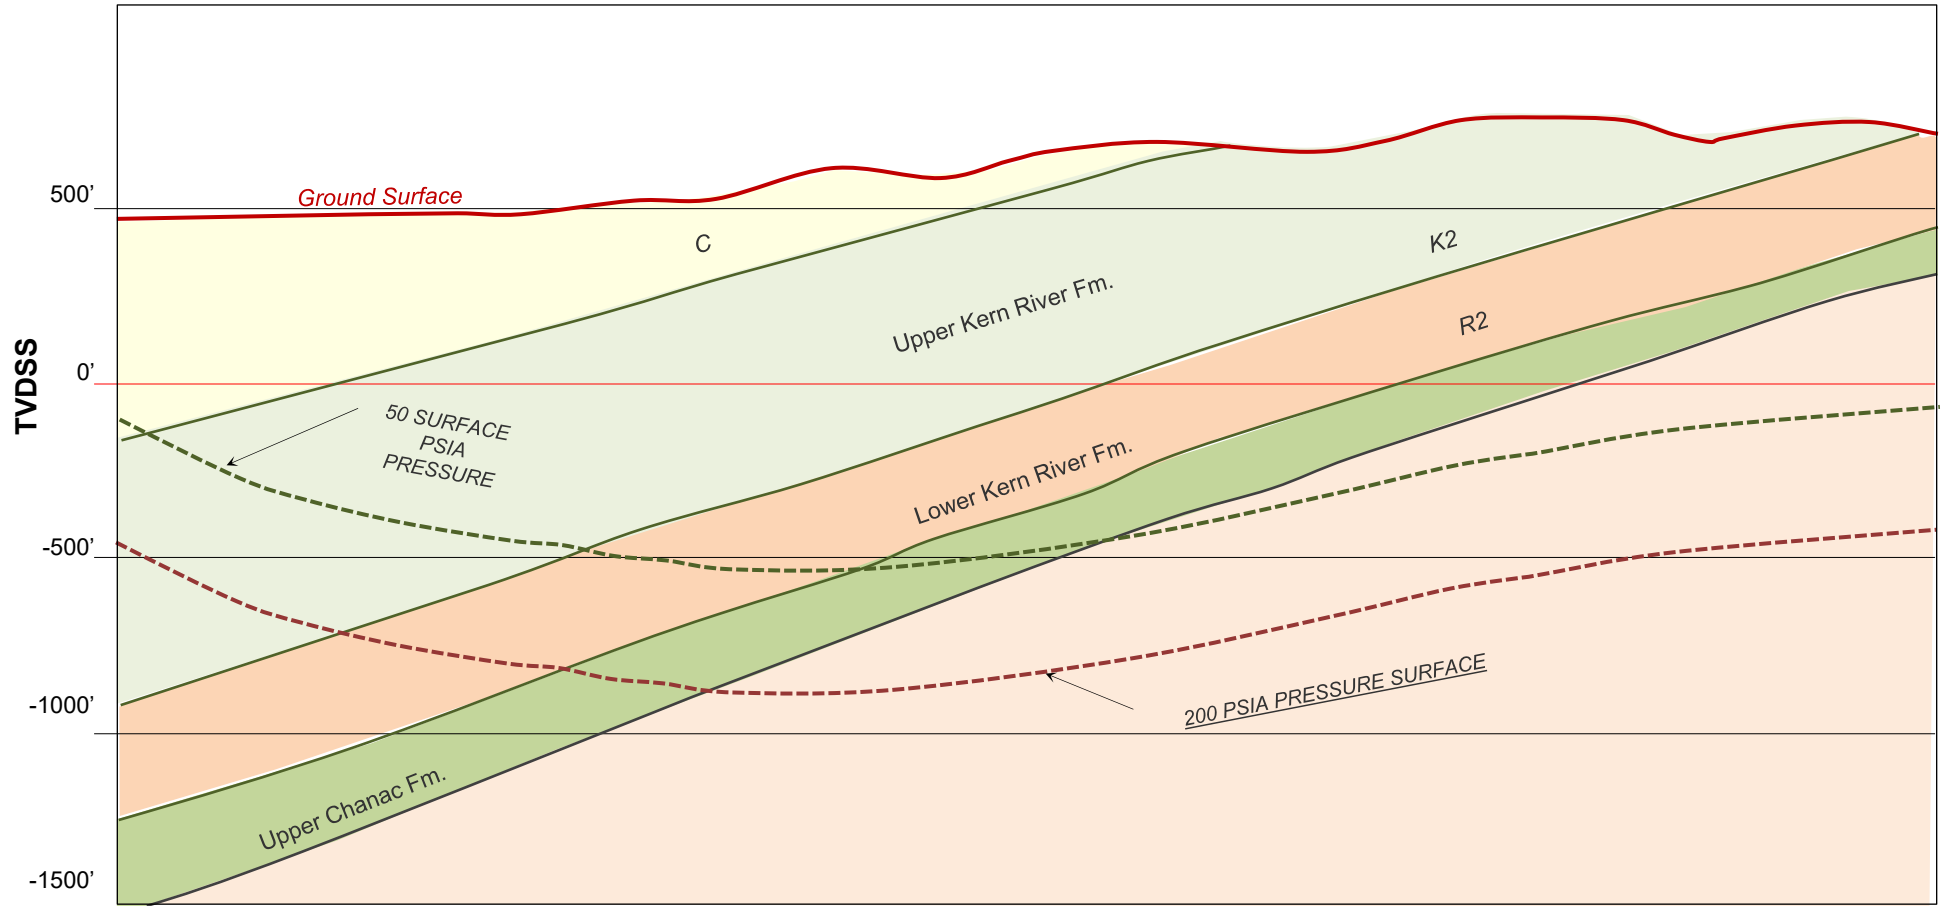 500’
Ground Surface
C
K2
Upper Kern River Fm.
R2
TVDSS
0’
50 SURFACE
PSIA
PRESSURE
Lower Kern River Fm.
-500’
200 PSIA PRESSURE SURFACE
-1000’
Upper Chanac Fm.
-1500’